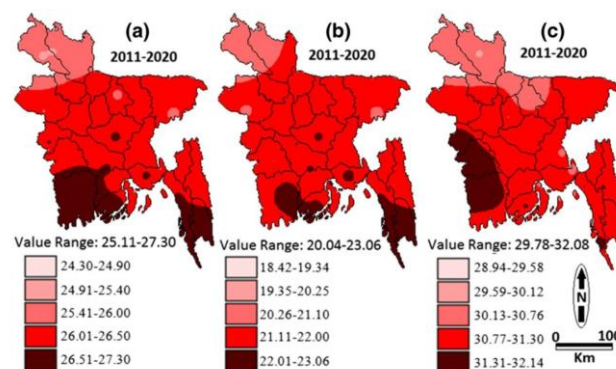 (a)
2011-2020
Value Range: 25.11-27.30
24.30-24.90
24.91-25.40
25.41-26.00
26.01-26.50
26.51-27.30
(b)
2011-2020
Value Range: 20.04-23.06
18.42-19.34
19.35-20.25
20.26-21.10
21.11-22.00
22.01-23.06
(c)
2011-2020
Value Range: 29.78-32.08
28.94-29.58
29.59-30.12
30.13-30.76
30.77-31.30
31.31-32.14
N
0 100
Km